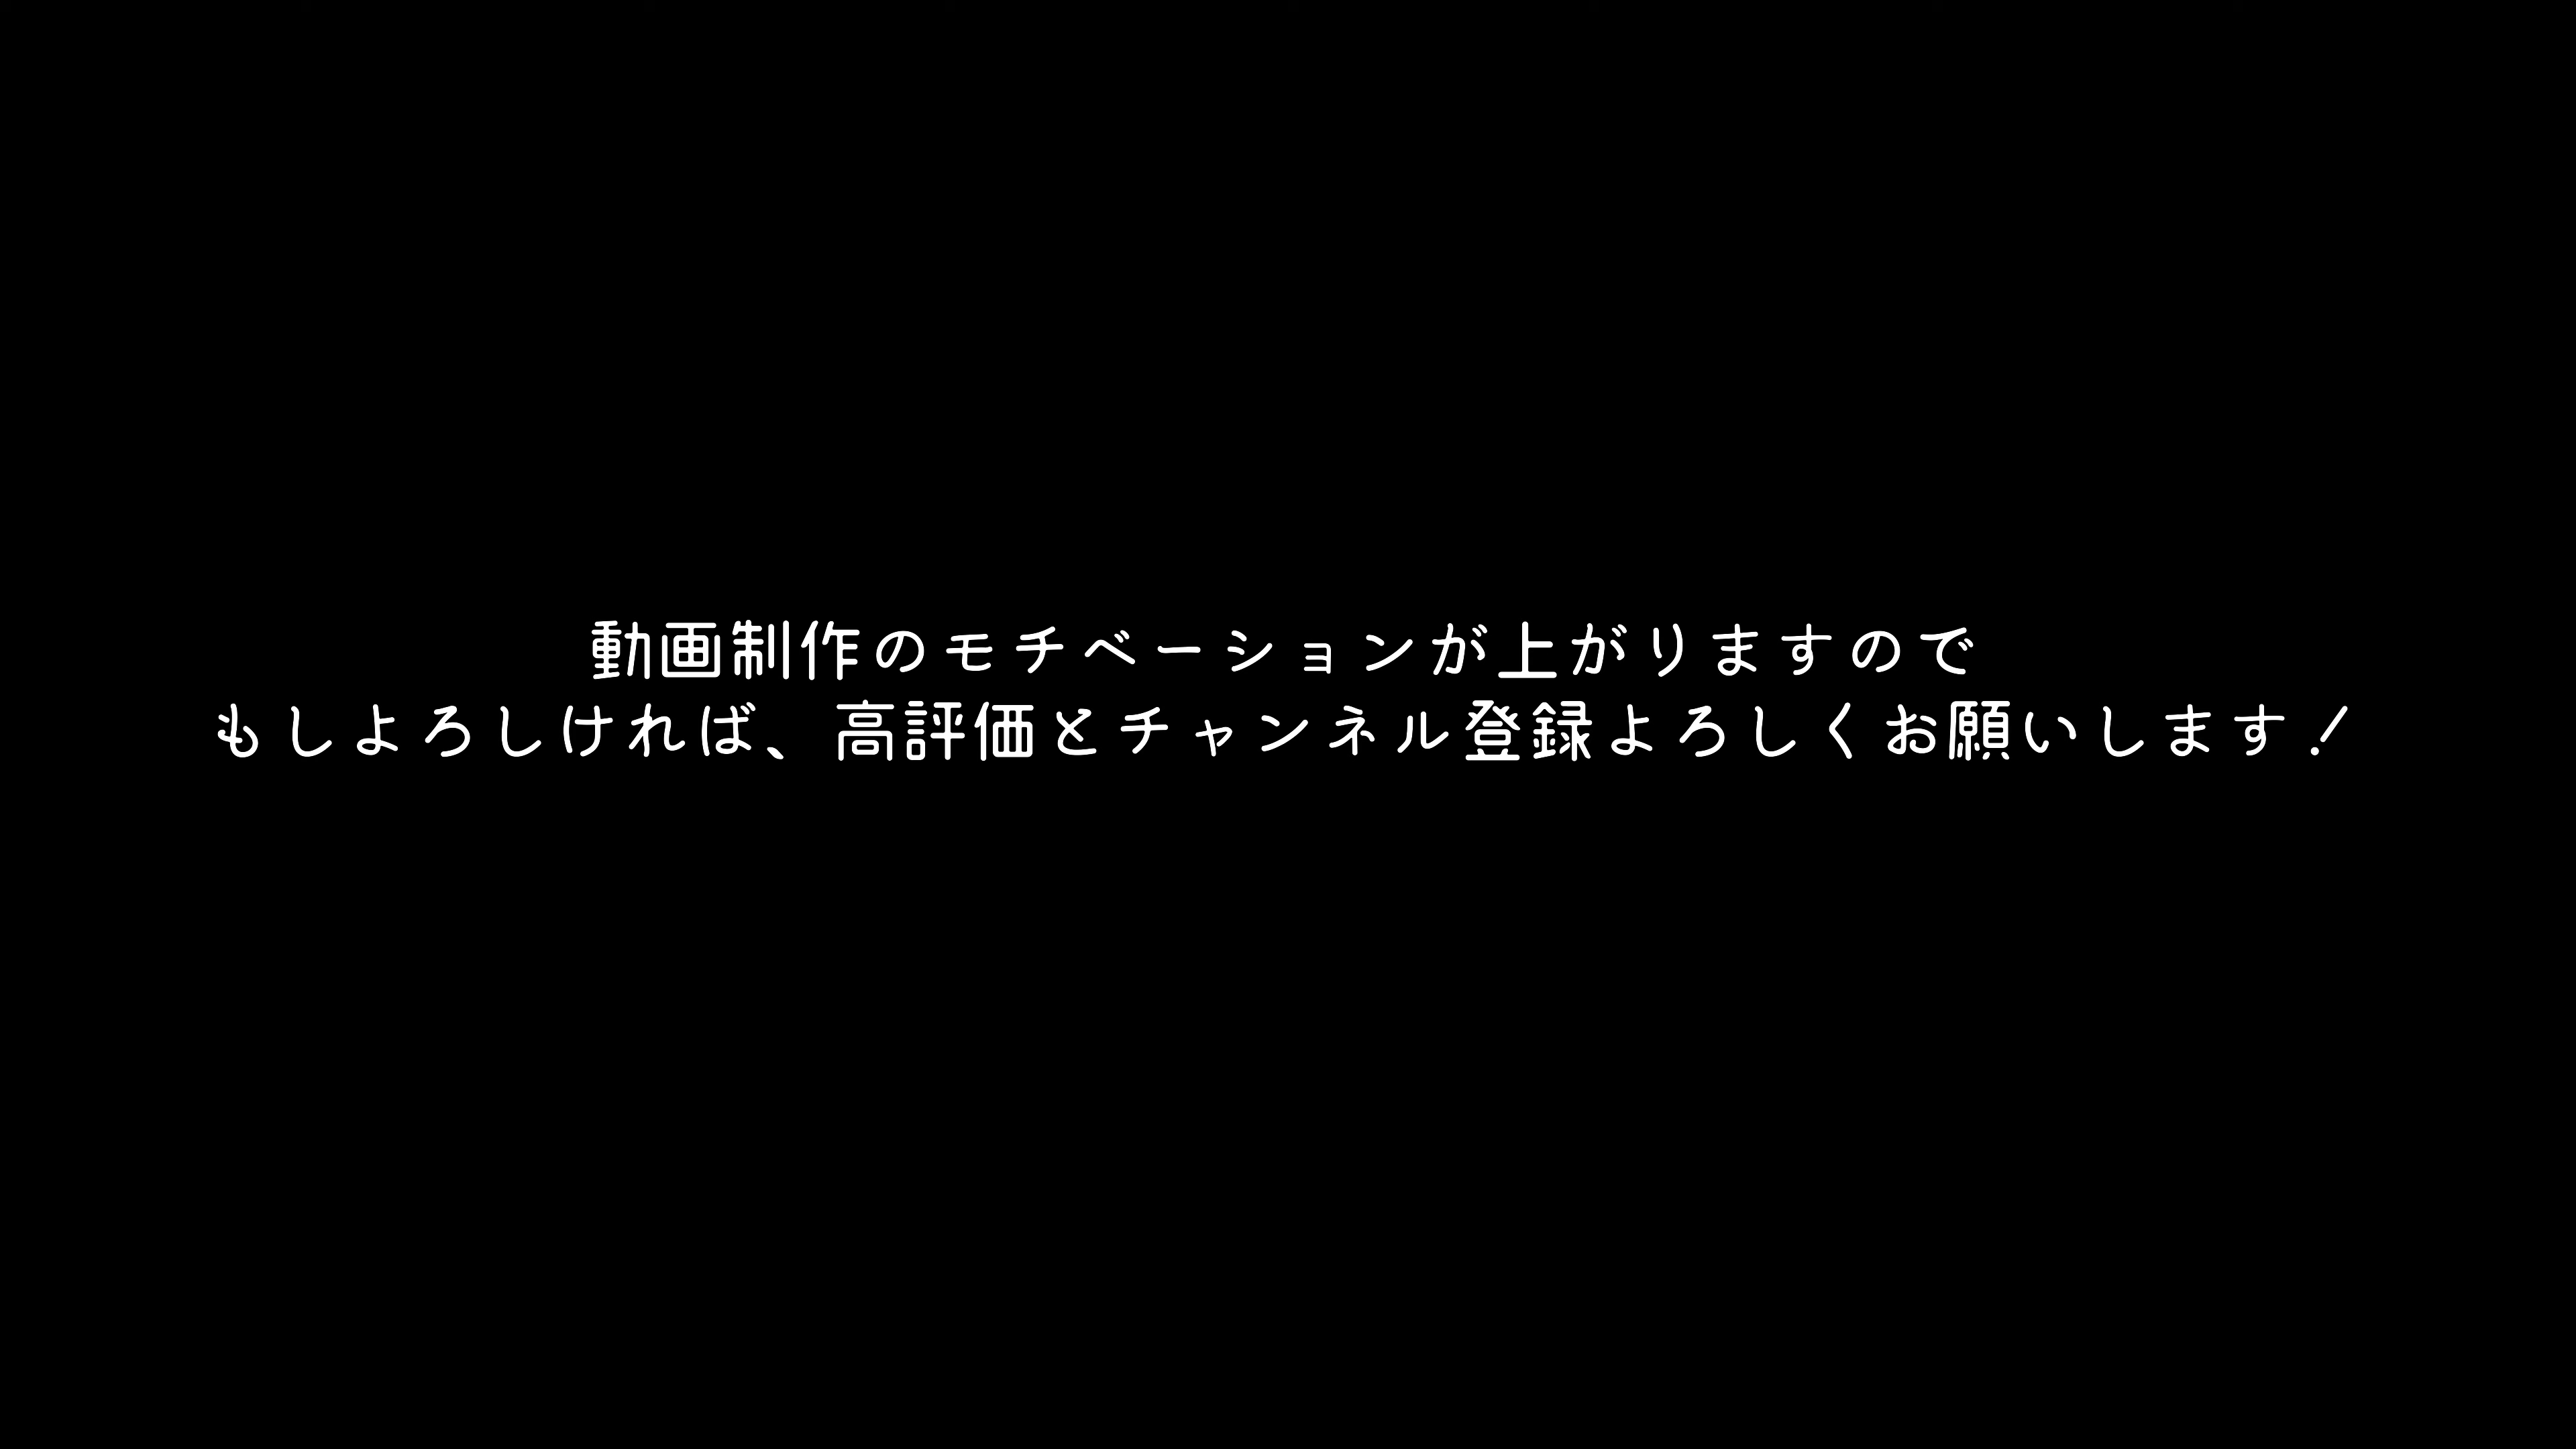 動画制作のモチベーションが上がりますので
もしよろしければ、高評価とチャンネル登録よろしくお願いします！